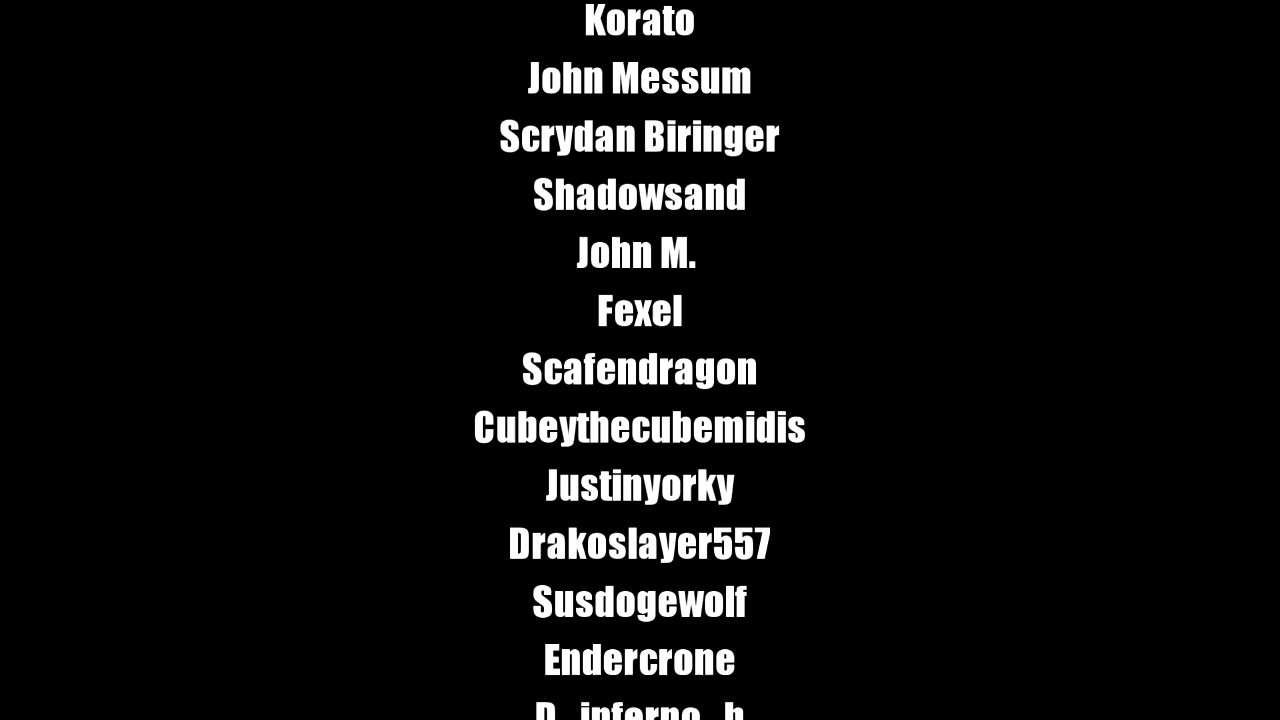 Korato
John Messum
Scrydan Biringer
Shadowsand
John M.
Fexel
Scafendragon
Cubeythecubemidis
Justinyorky
Drakoslayer557
Susdogewolf
Endercrone